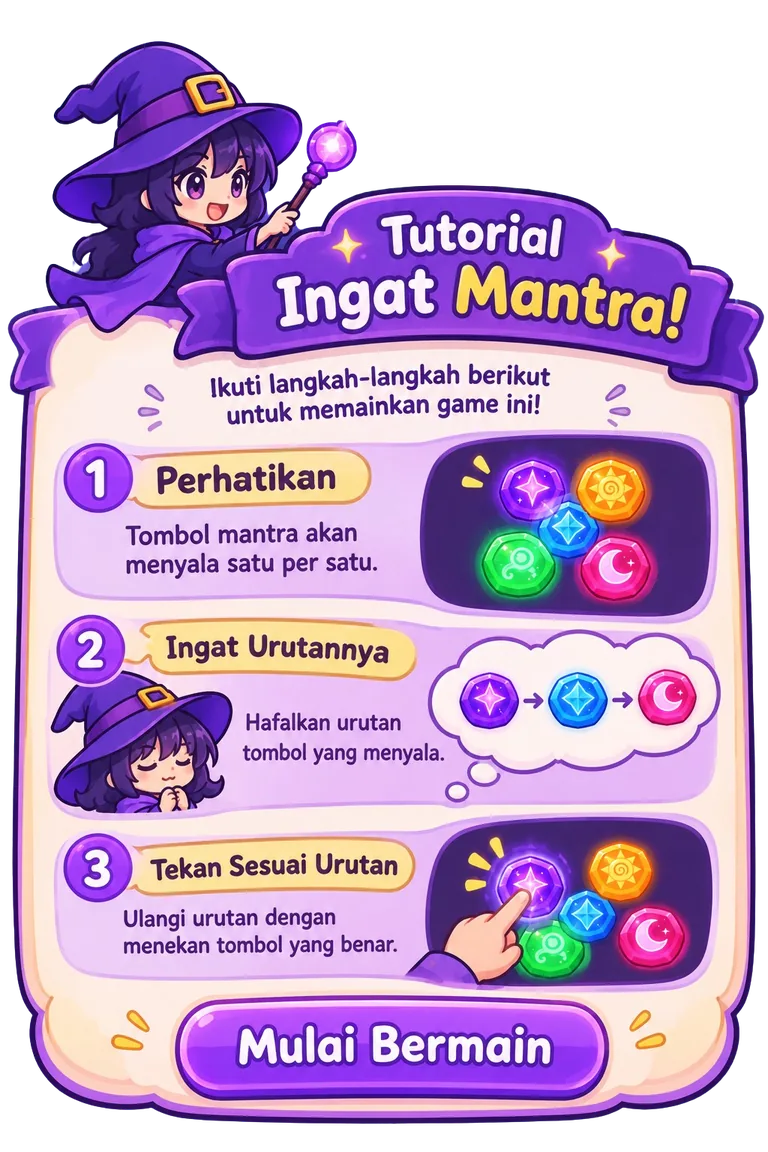 Tutorial
Ingat Mantra!
Ikuti langkah-langkah berikut
untuk memainkan game ini!
1
Perhatikan
Tombol mantra akan
menyala satu per satu.
2
Ingat Urutannya
Hafalkan urutan
tombol yang menyala.
3
Tekan Sesuai Urutan
Ulangi urutan dengan
menekan tombol yang benar.
Mulai Bermain